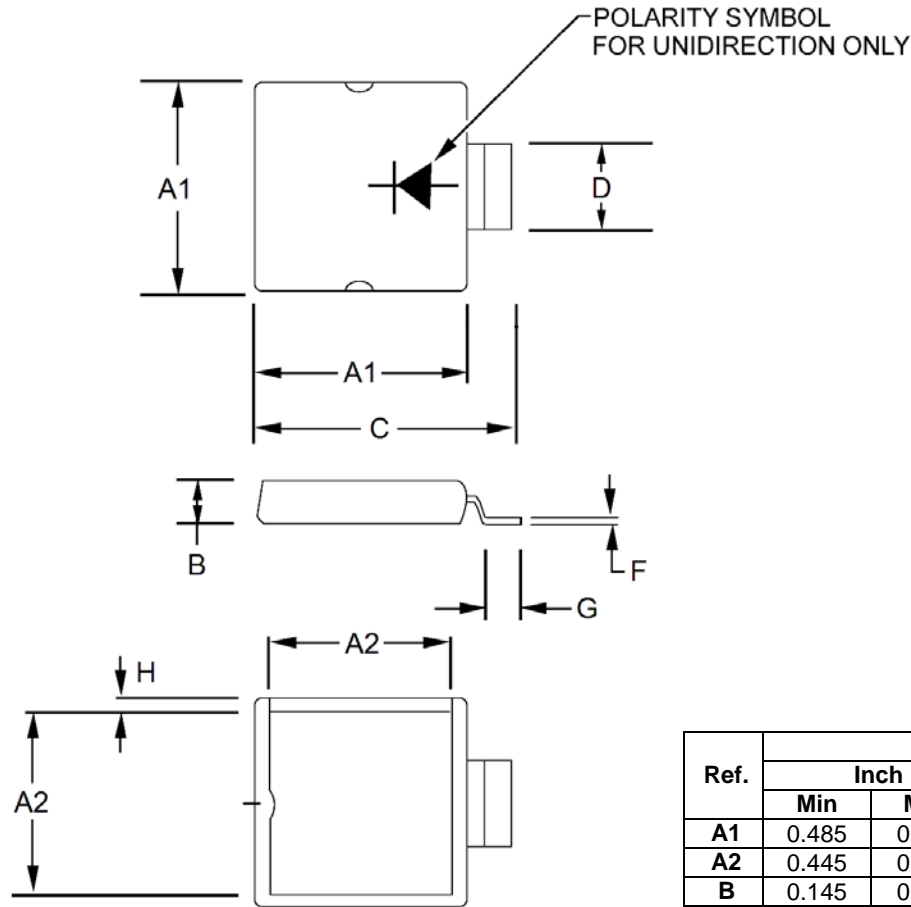 POLARITY SYMBOL
FOR UNIDIRECTION ONLY
A1
D
A1
C
B
F
G
A2
H
A2
Ref.
Inch
Min
A1 0.485
A2 0.445
B 0.145